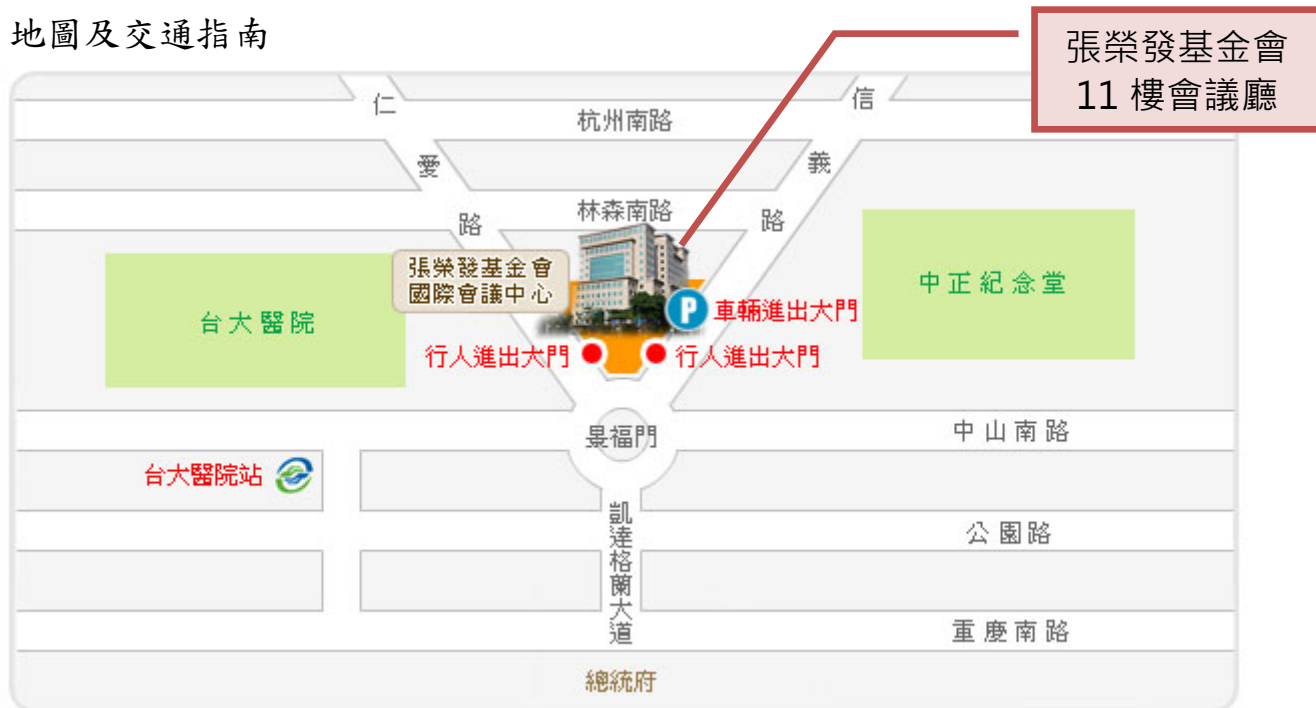 地圖及交通指南
張榮發基金會
11 樓會議廳
仁愛路
信義路
杭州南路
林森南路
張榮發基金會
國際會議中心
台大醫院
中正紀念堂
P
車輛進出大門
行人進出大門
行人進出大門
景福門
中山南路
台大醫院站
凱達格蘭大道
公園路
重慶南路
總統府